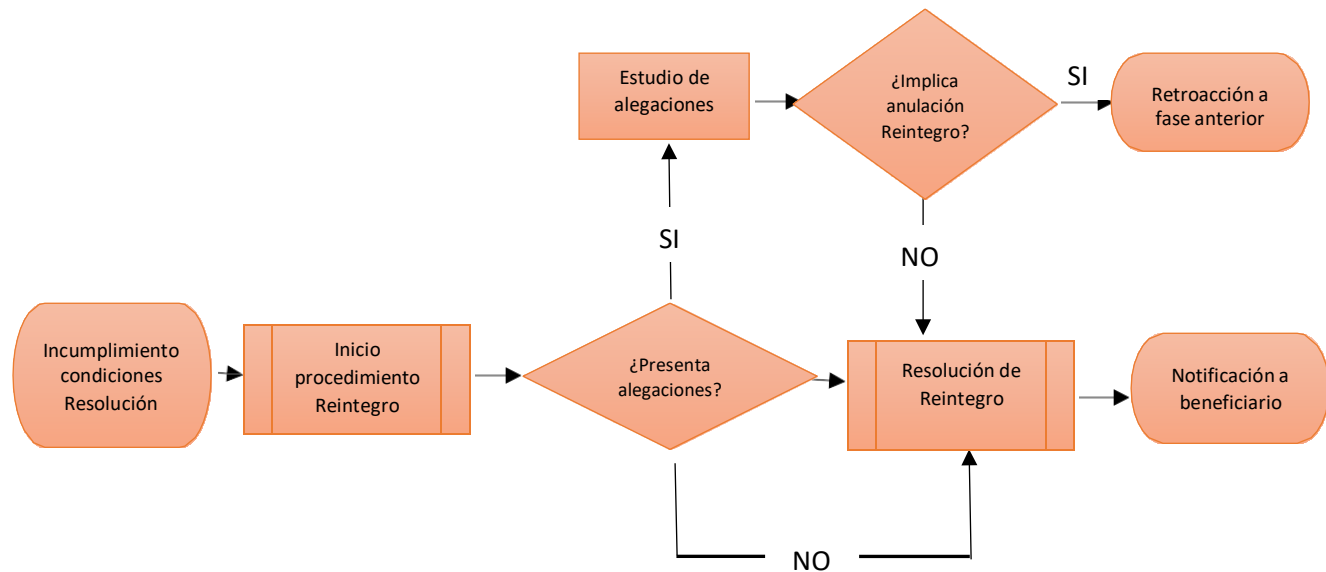 Estudio de
alegaciones
¿Implica
anulación
Reintegro?
SI
Retroacción a
fase anterior
SI
NO
Incumplimiento
condiciones
Resolución
Inicio
procedimiento
Reintegro
¿Presenta
alegaciones?
Resolución de
Reintegro
Notificación a
beneficiario
NO